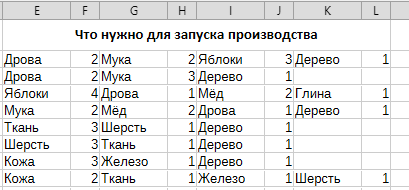 E F G H I J K L
Что нужно для запуска производства
Дрова 2 Мука 2 Яблоки 3 Дерево 1
Дрова 2 Мука 3 Дерево 1
Яблоки 4 Дрова 1 Мёд 2 Глина 1
Мука 2 Мёд 2 Дрова 1 Дерево 1
Ткань 3 Шерсть 1 Дерево 1
Шерсть 3 Ткань 1 Дерево 1
Кожа 3 Железо 1 Дерево 1
Кожа 2 Ткань 1 Железо 1 Шерсть 1